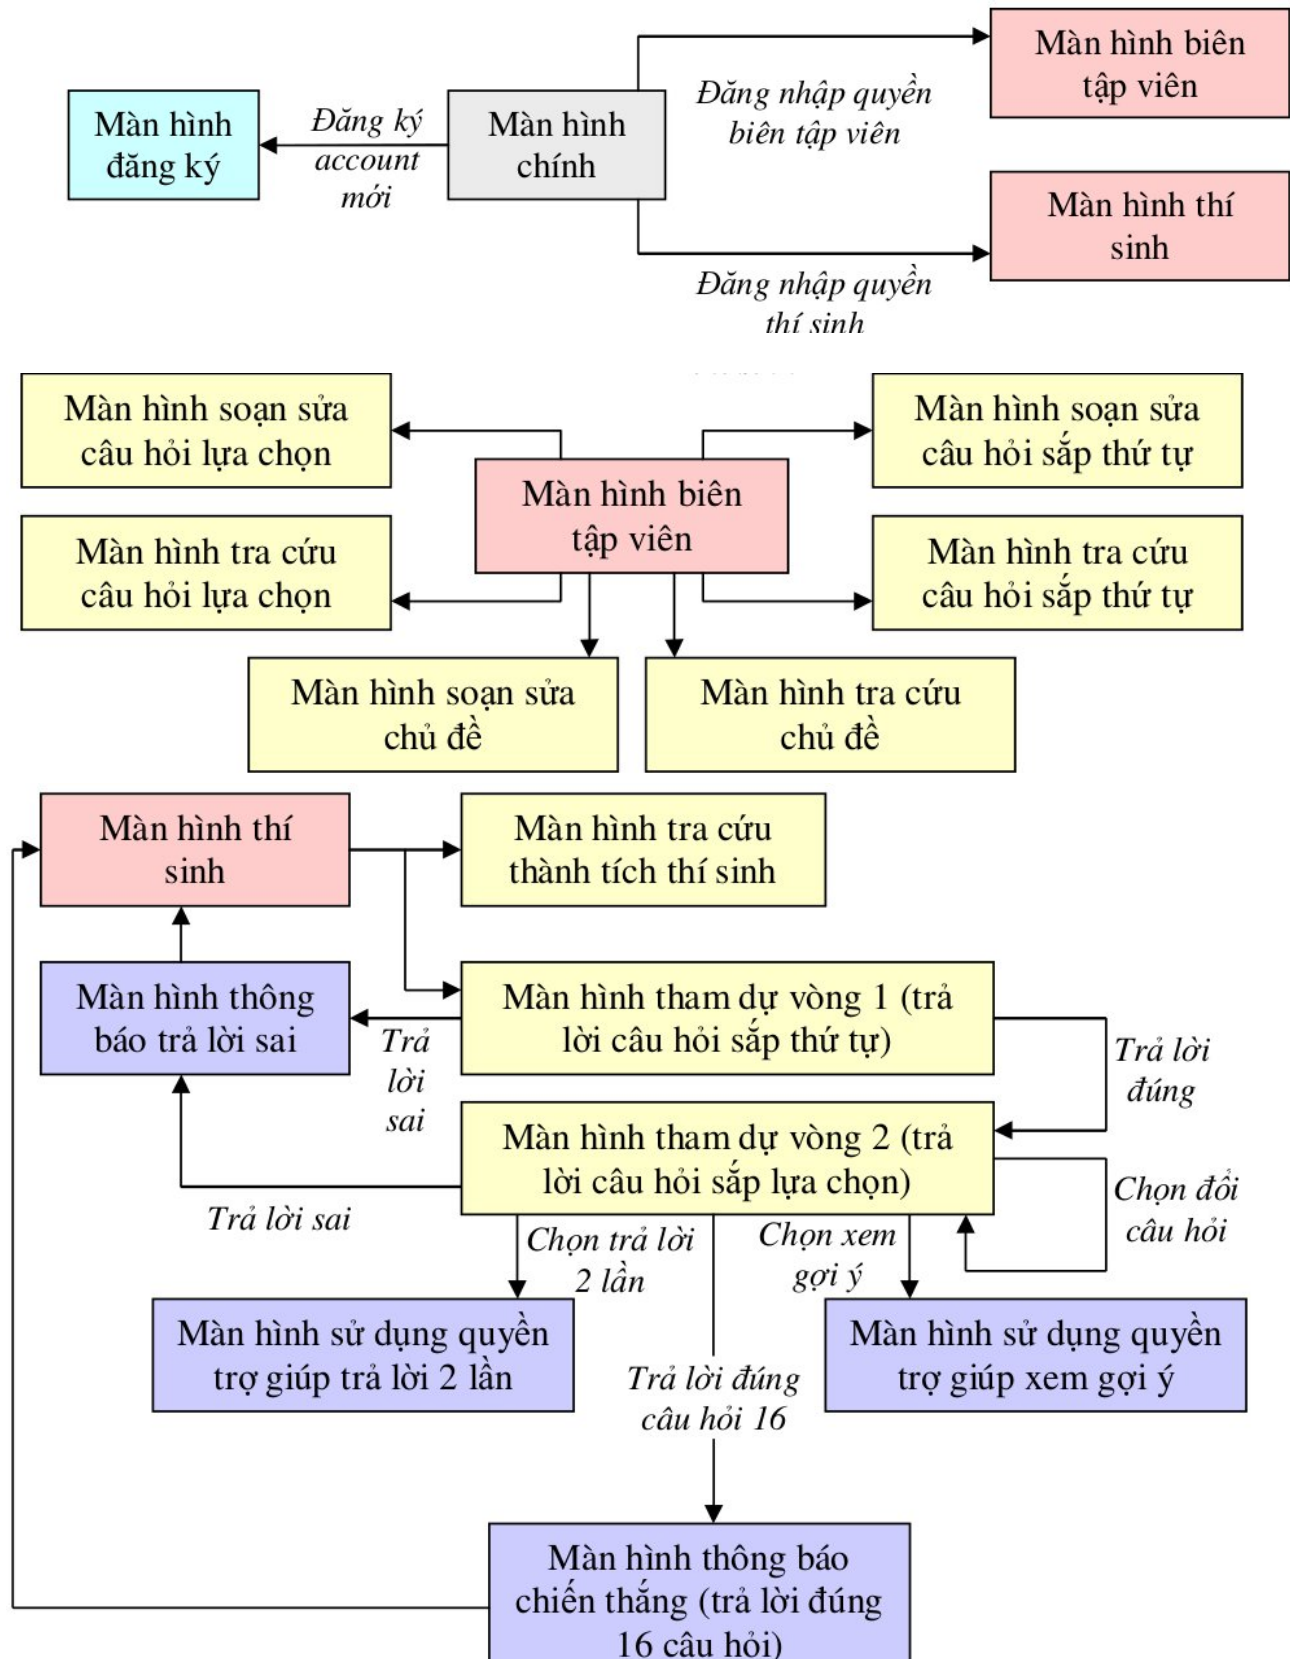 Màn hình biên
tập viên
Đăng nhập quyền
biên tập viên
Màn hình
đăng ký
Đăng ký
account
mới
Màn hình
chính
Màn hình thí
sinh
Đăng nhập quyền
thí sinh
Màn hình soạn sửa
câu hỏi lựa chọn
Màn hình soạn sửa
câu hỏi sắp thứ tự
Màn hình biên
tập viên
Màn hình tra cứu
câu hỏi lựa chọn
Màn hình tra cứu
câu hỏi sắp thứ tự
Màn hình soạn sửa
chủ đề
Màn hình tra cứu
chủ đề
Màn hình thí
sinh
Màn hình tra cứu
thành tích thí sinh
Màn hình thông
báo trả lời sai
Trả
lời
sai
Màn hình tham dự vòng 1 (trả
lời câu hỏi sắp thứ tự)
Trả lời
đúng
Màn hình tham dự vòng 2 (trả
lời câu hỏi sắp lựa chọn)
Chọn đổi
câu hỏi
Trả lời sai
Chọn trả lời
2 lần
Chọn xem
gợi ý
Màn hình sử dụng quyền
trợ giúp trả lời 2 lần
Trả lời đúng
câu hỏi 16
Màn hình sử dụng quyền
trợ giúp xem gợi ý
Màn hình thông báo
chiến thắng (trả lời đúng
16 câu hỏi)